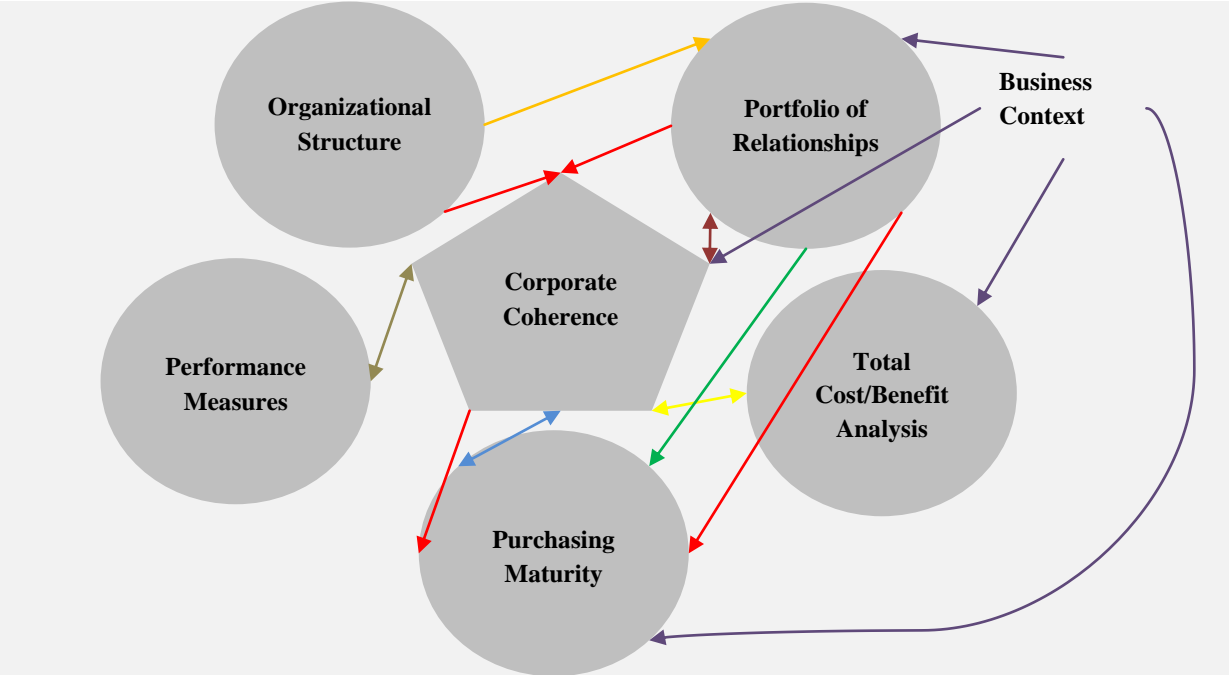 Organizational
Structure
Portfolio of
Relationships
Business
Context
Corporate
Coherence
Performance
Measures
Total
Cost/Benefit
Analysis
Purchasing
Maturity